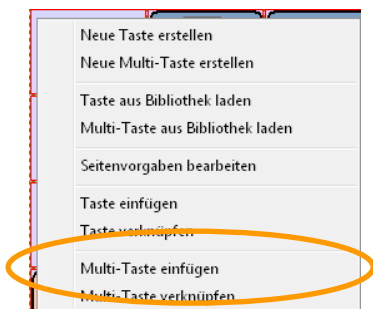 Neue Taste erstellen
Neue Multi-Taste erstellen
Taste aus Bibliothek laden
Multi-Taste aus Bibliothek laden
Seitenvorgaben bearbeiten
Taste einfügen
Taste verknüpfen
Multi-Taste einfügen
Multi-Taste verknüpfen